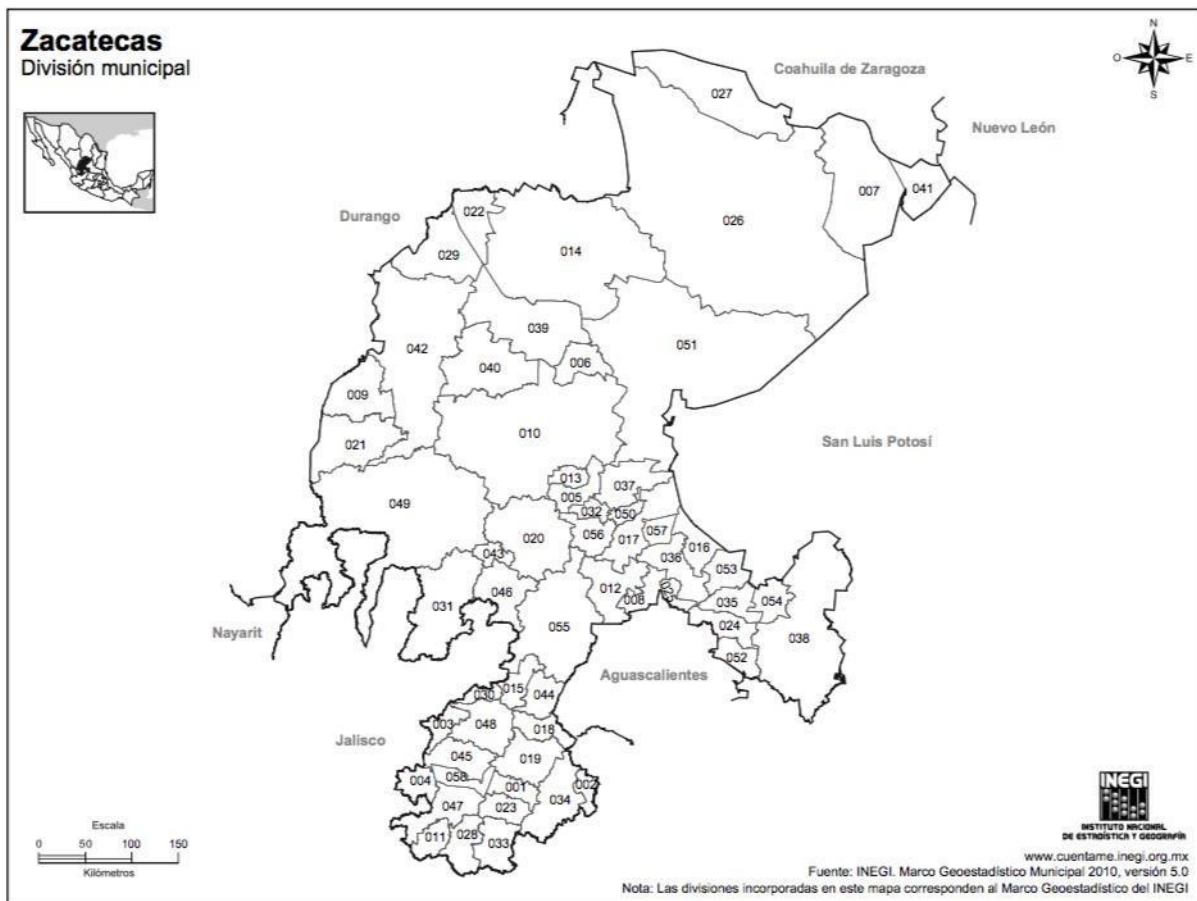 Zacatecas
División municipal
N
O
E
S
Coahuila de Zaragoza
027
Nuevo León
007
041
022
Durango
026
029
014
039
042
051
040
006
009
010
021
San Luis Potosí
013
037
005
049
032
050
056
057
020
017
016
043
036
053
012
046
008
031
035
054
024
055
Nayarit
038
052
Aguascalientes
015
030
044
003
048
018
Jalisco
045
019
058
004
001
002
034
047
023
011
028
033
Escala
0 50 100 150
Kilómetros
INEGI
INSTITUTO NACIONAL
DE ESTADÍSTICA Y GEOGRAFÍA
www.cuentame.inegi.org.mx
Fuente: INEGI. Marco Geoestadístico Municipal 2010, versión 5.0
Nota: Las divisiones incorporadas en este mapa corresponden al Marco Geoestadístico del INEGI